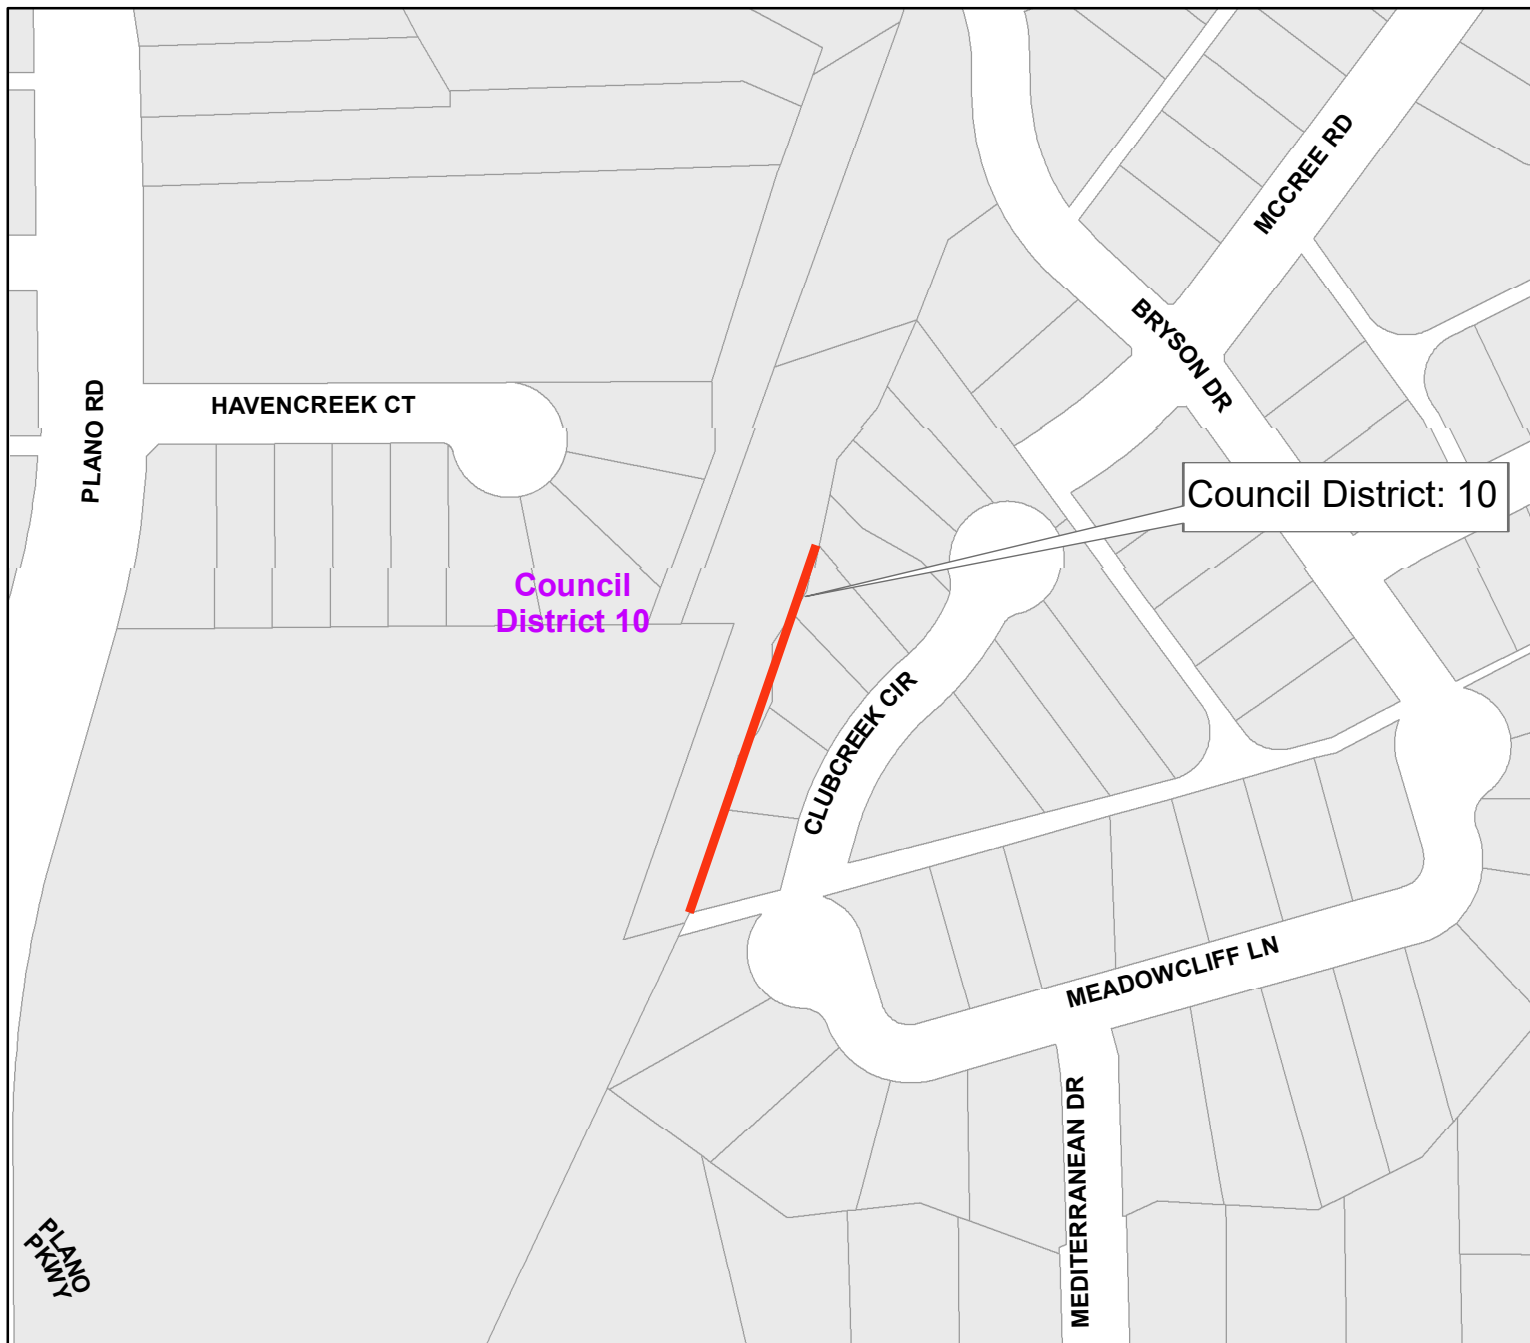 MCCREE RD
BRYSON DR
PLANO RD
HAVENCREEK CT
Council District: 10
Council
District 10
CLUBCREEK CIR
MEADOWCLIFF LN
MEDITERRANEAN DR
PLANO
PKWY